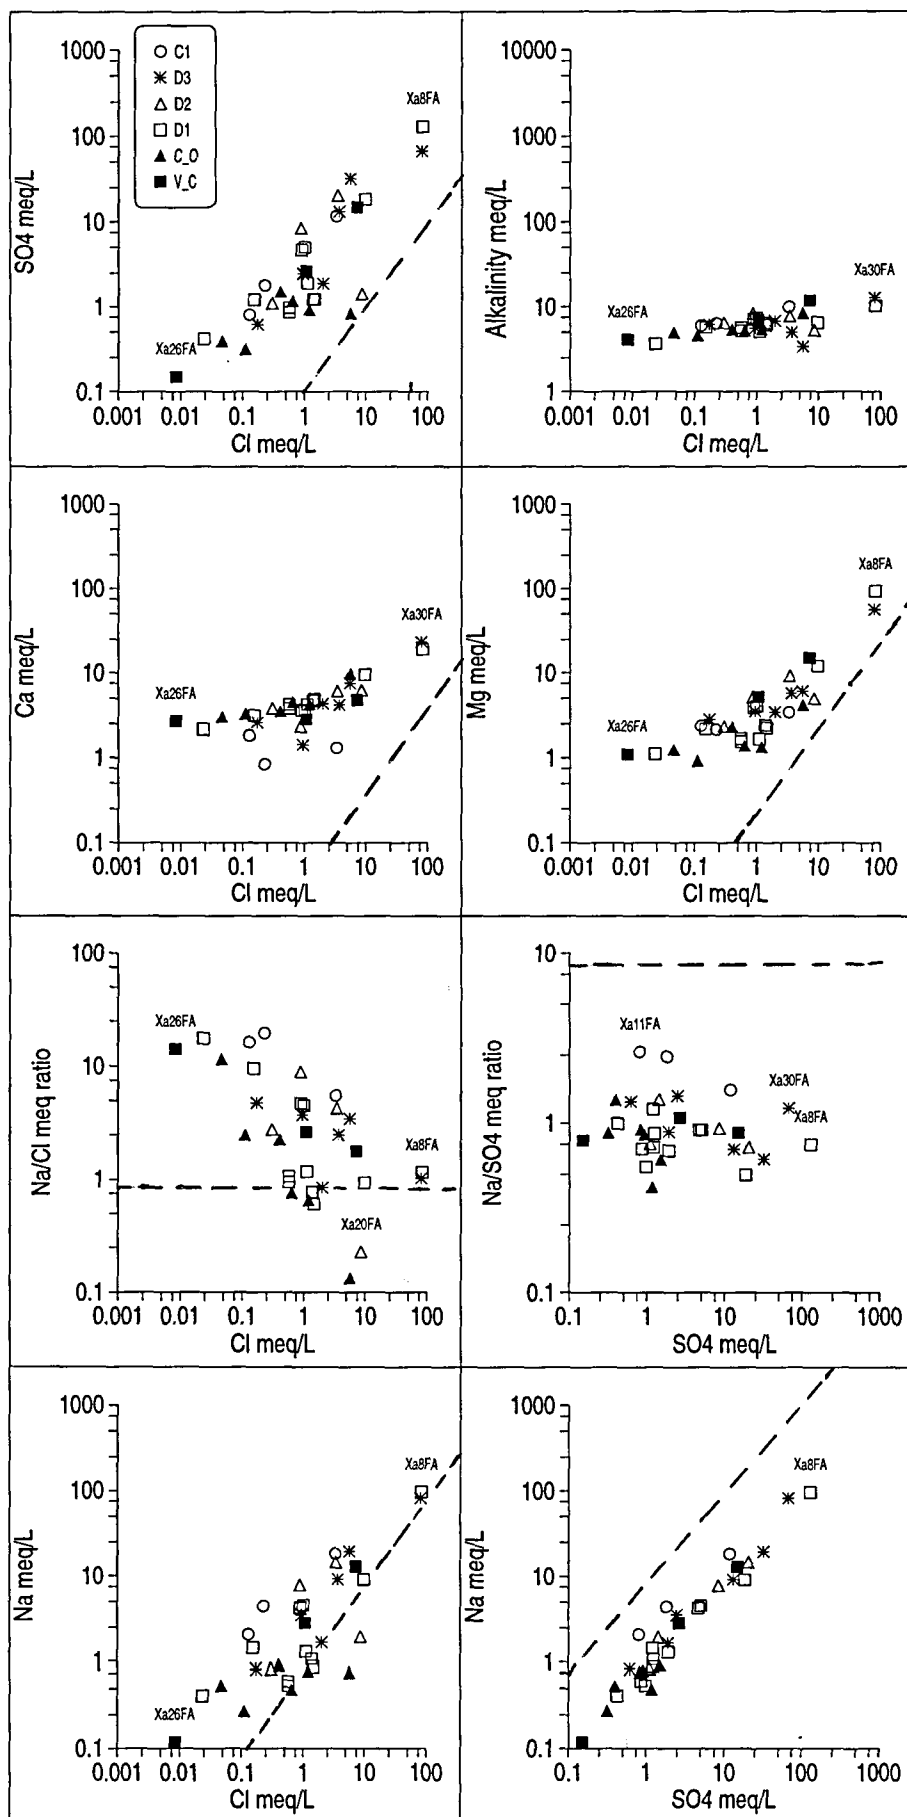 1000
100
10
1
0.1
SO4 meq/L
C1
D3
D2
D1
C_O
V_C
Xa8FA
Xa26FA
0.001 0.01 0.1 1 10 100
Cl meq/L
10000
1000
100
10
1
Alkalinity meq/L
Xa30FA
Xa26FA
0.001 0.01 0.1 1 10 100
Cl meq/L
1000
100
10
1
0.1
Ca meq/L
Xa30FA
Xa26FA
0.001 0.01 0.1 1 10 100
Cl meq/L
1000
100
10
1
0.1
Mg meq/L
Xa8FA
Xa26FA
0.001 0.01 0.1 1 10 100
Cl meq/L
100
10
1
0.1
Na/Cl meq ratio
Xa26FA
Xa8FA
Xa20FA
0.001 0.01 0.1 1 10 100
Cl meq/L
10
1
0.1
Na/SO4 meq ratio
Xa11FA
Xa30FA
Xa8FA
0.1 1 10 100 1000
SO4 meq/L
1000
100
10
1
0.1
Na meq/L
Xa8FA
Xa26FA
0.001 0.01 0.1 1 10 100
Cl meq/L
1000
100
10
1
0.1
Na meq/L
Xa8FA
0.1 1 10 100 1000
SO4 meq/L